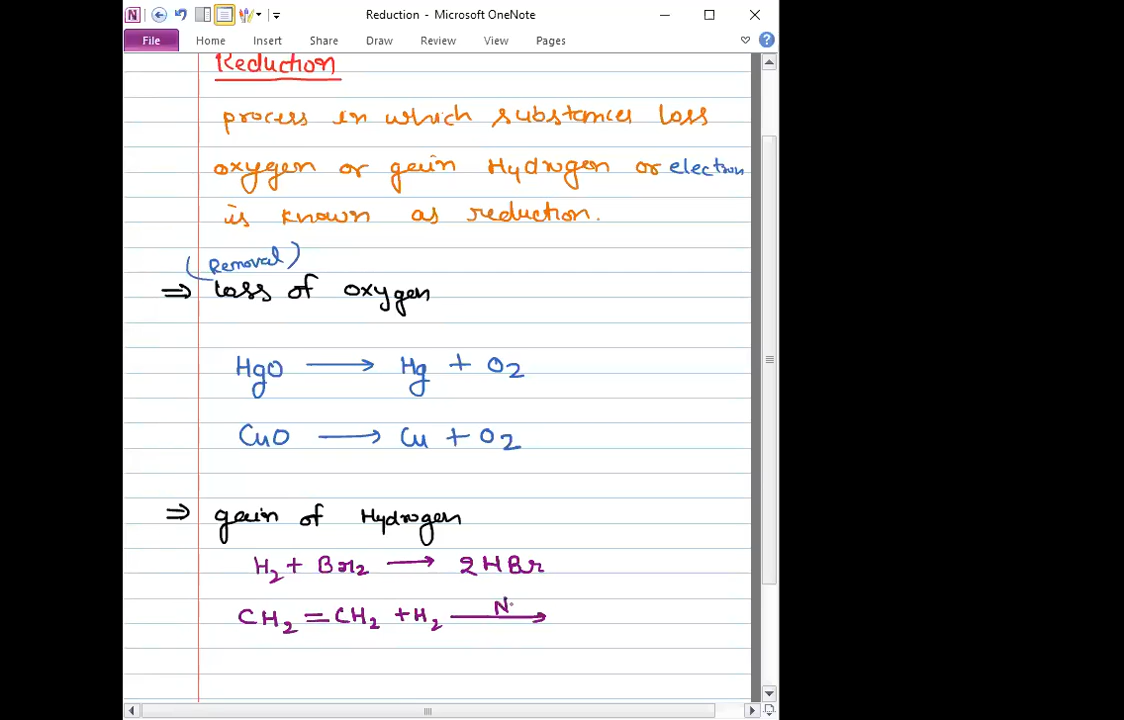 Reduction - Microsoft OneNote
File Home Insert Share Draw Review View Pages
Reduction
process in which substances loss
oxygen or gain Hydrogen or electron
is known as reduction.
(Removal)
⇒ loss of oxygen
HgO ⟶ Hg + O2
CuO ⟶ Cu + O2
⇒ gain of Hydrogen
H2 + Br2 ⟶ 2HBr
N
CH2 = CH2 + H2 ⟶